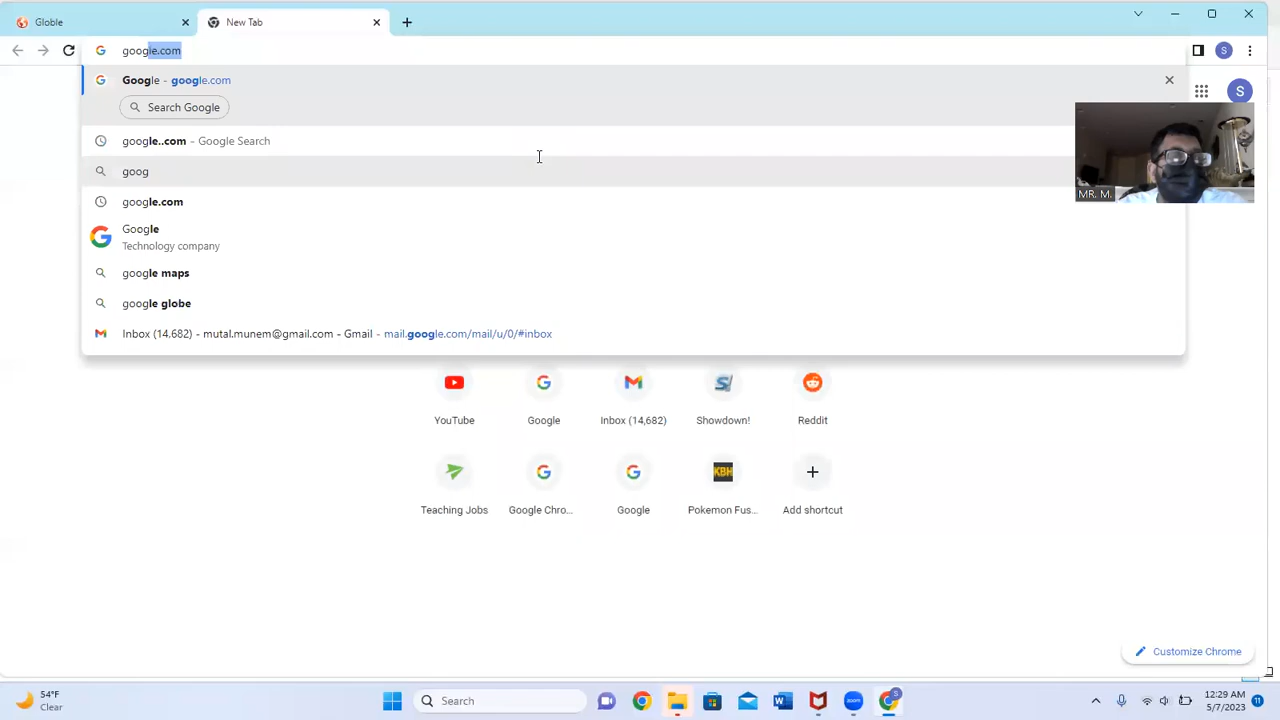 Globle
New Tab
google.com
Google - google.com
Search Google
google..com - Google Search
goog
google.com
Google
Technology company
google maps
google globe
Inbox (14,682) - mutal.munem@gmail.com - Gmail - mail.google.com/mail/u/0/#inbox
S
S
MR. M.
YouTube
Google
Inbox (14,682)
Showdown!
Reddit
KBH
Teaching Jobs
Google Chro...
Google
Pokemon Fus...
Add shortcut
Customize Chrome
54°F
Clear
Search
12:29 AM
5/7/2023